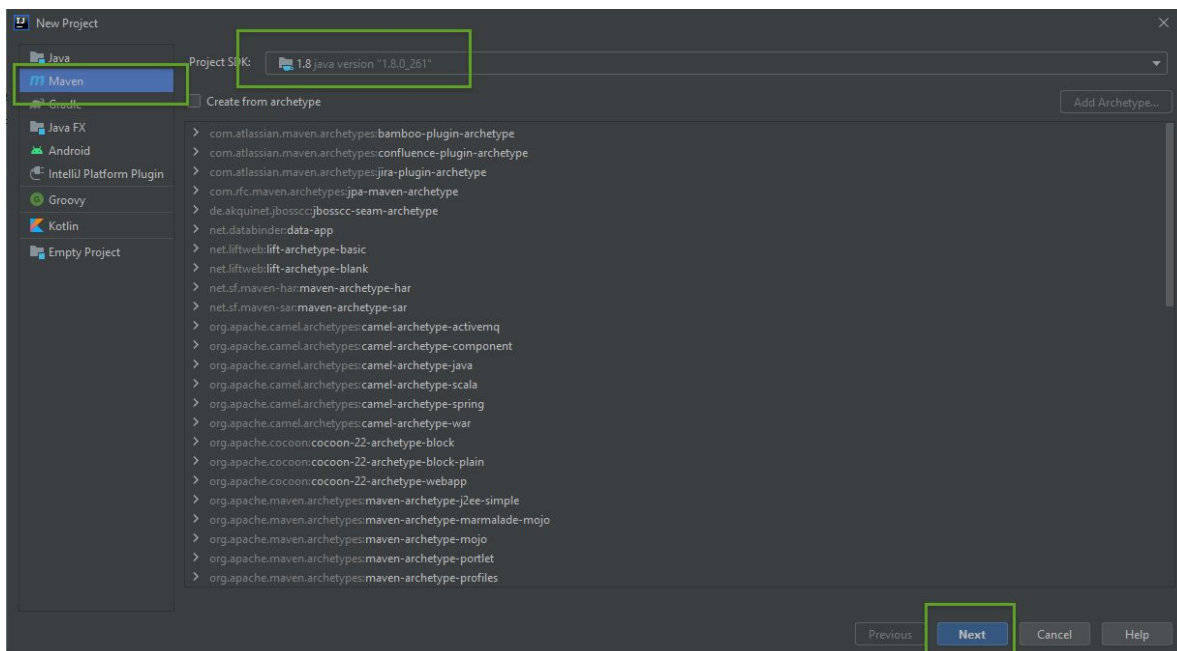 New Project
Java
Maven
Gradle
Java FX
Android
IntelliJ Platform Plugin
Groovy
Kotlin
Empty Project
Project SDK: 1.8 java version "1.8.0_261"
Create from archetype
Add Archetype...
com.atlassian.maven.archetypes:bamboo-plugin-archetype
com.atlassian.maven.archetypes:confluence-plugin-archetype
com.atlassian.maven.archetypes:jira-plugin-archetype
com.rfc.maven.archetypes:jpa-maven-archetype
de.akquinet.jbosscc:jbosscc-seam-archetype
net.databinder:data-app
net.liftweb:lift-archetype-basic
net.liftweb:lift-archetype-blank
net.sf.maven-har:maven-archetype-har
net.sf.maven-sar:maven-archetype-sar
org.apache.camel.archetypes:camel-archetype-activemq
org.apache.camel.archetypes:camel-archetype-component
org.apache.camel.archetypes:camel-archetype-java
org.apache.camel.archetypes:camel-archetype-scala
org.apache.camel.archetypes:camel-archetype-spring
org.apache.camel.archetypes:camel-archetype-war
org.apache.cocoon:cocoon-22-archetype-block
org.apache.cocoon:cocoon-22-archetype-block-plain
org.apache.cocoon:cocoon-22-archetype-webapp
org.apache.maven.archetypes:maven-archetype-j2ee-simple
org.apache.maven.archetypes:maven-archetype-marmalade-mojo
org.apache.maven.archetypes:maven-archetype-mojo
org.apache.maven.archetypes:maven-archetype-portlet
org.apache.maven.archetypes:maven-archetype-profiles
Previous Next Cancel Help